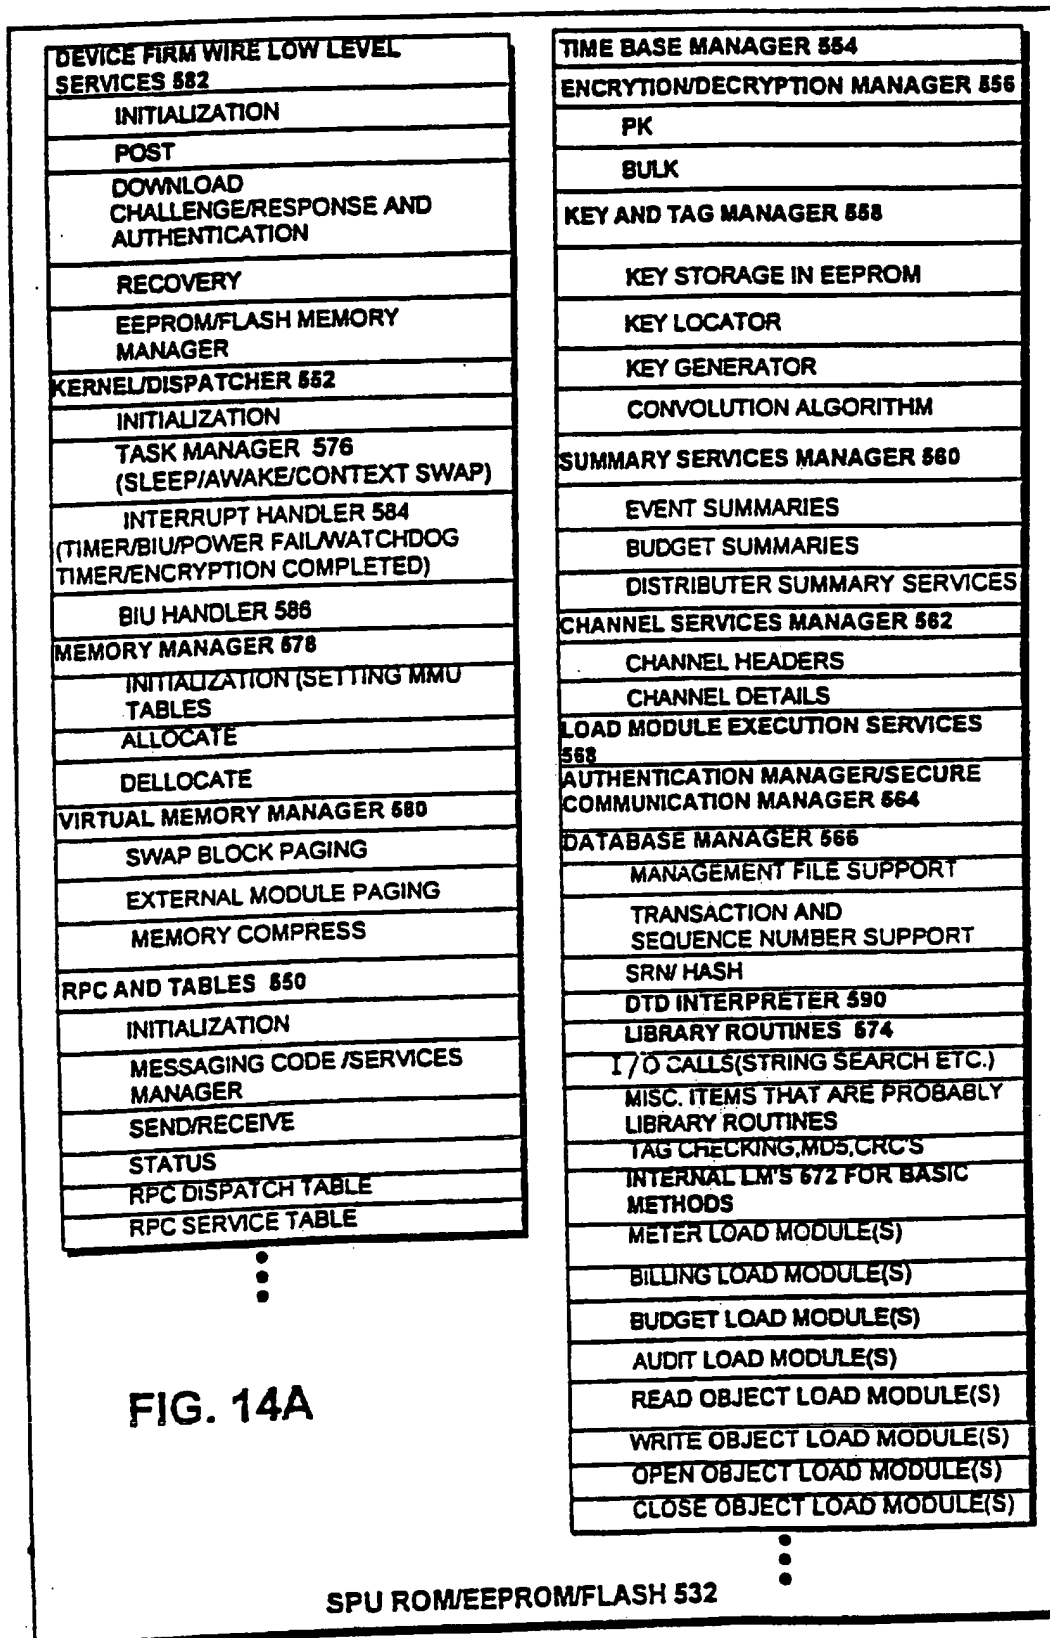 DEVICE FIRM WIRE LOW LEVEL
SERVICES 582
INITIALIZATION
POST
DOWNLOAD
CHALLENGE/RESPONSE AND
AUTHENTICATION
RECOVERY
EEPROM/FLASH MEMORY
MANAGER
KERNEL/DISPATCHER 552
INITIALIZATION
TASK MANAGER 576
(SLEEP/AWAKE/CONTEXT SWAP)
INTERRUPT HANDLER 584
(TIMER/BIU/POWER FAIL/WATCHDOG
TIMER/ENCRYPTION COMPLETED)
BIU HANDLER 586
MEMORY MANAGER 578
INITIALIZATION (SETTING MMU
TABLES
ALLOCATE
DELLOCATE
VIRTUAL MEMORY MANAGER 580
SWAP BLOCK PAGING
EXTERNAL MODULE PAGING
MEMORY COMPRESS
RPC AND TABLES 550
INITIALIZATION
MESSAGING CODE /SERVICES
MANAGER
SEND/RECEIVE
STATUS
RPC DISPATCH TABLE
RPC SERVICE TABLE
TIME BASE MANAGER 554
ENCRYTION/DECRYPTION MANAGER 556
PK
BULK
KEY AND TAG MANAGER 558
KEY STORAGE IN EEPROM
KEY LOCATOR
KEY GENERATOR
CONVOLUTION ALGORITHM
SUMMARY SERVICES MANAGER 560
EVENT SUMMARIES
BUDGET SUMMARIES
DISTRIBUTER SUMMARY SERVICES
CHANNEL SERVICES MANAGER 562
CHANNEL HEADERS
CHANNEL DETAILS
LOAD MODULE EXECUTION SERVICES
568
AUTHENTICATION MANAGER/SECURE
COMMUNICATION MANAGER 564
DATABASE MANAGER 566
MANAGEMENT FILE SUPPORT
TRANSACTION AND
SEQUENCE NUMBER SUPPORT
SRN/ HASH
DTD INTERPRETER 590
LIBRARY ROUTINES 574
I/O CALLS(STRING SEARCH ETC.)
MISC. ITEMS THAT ARE PROBABLY
LIBRARY ROUTINES
TAG CHECKING,MD5,CRC'S
INTERNAL LM'S 572 FOR BASIC
METHODS
METER LOAD MODULE(S)
BILLING LOAD MODULE(S)
BUDGET LOAD MODULE(S)
AUDIT LOAD MODULE(S)
READ OBJECT LOAD MODULE(S)
WRITE OBJECT LOAD MODULE(S)
OPEN OBJECT LOAD MODULE(S)
CLOSE OBJECT LOAD MODULE(S)
FIG. 14A
SPU ROM/EEPROM/FLASH 532